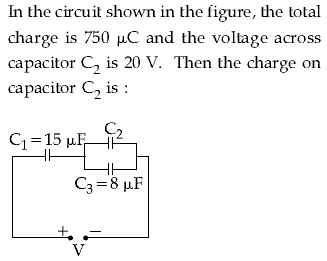 In the circuit shown in the figure, the total
charge is 750 μC and the voltage across
capacitor C₂ is 20 V. Then the charge on
capacitor C₂ is :
C₁=15 μF
C₂
C₃=8 μF
+ −
V